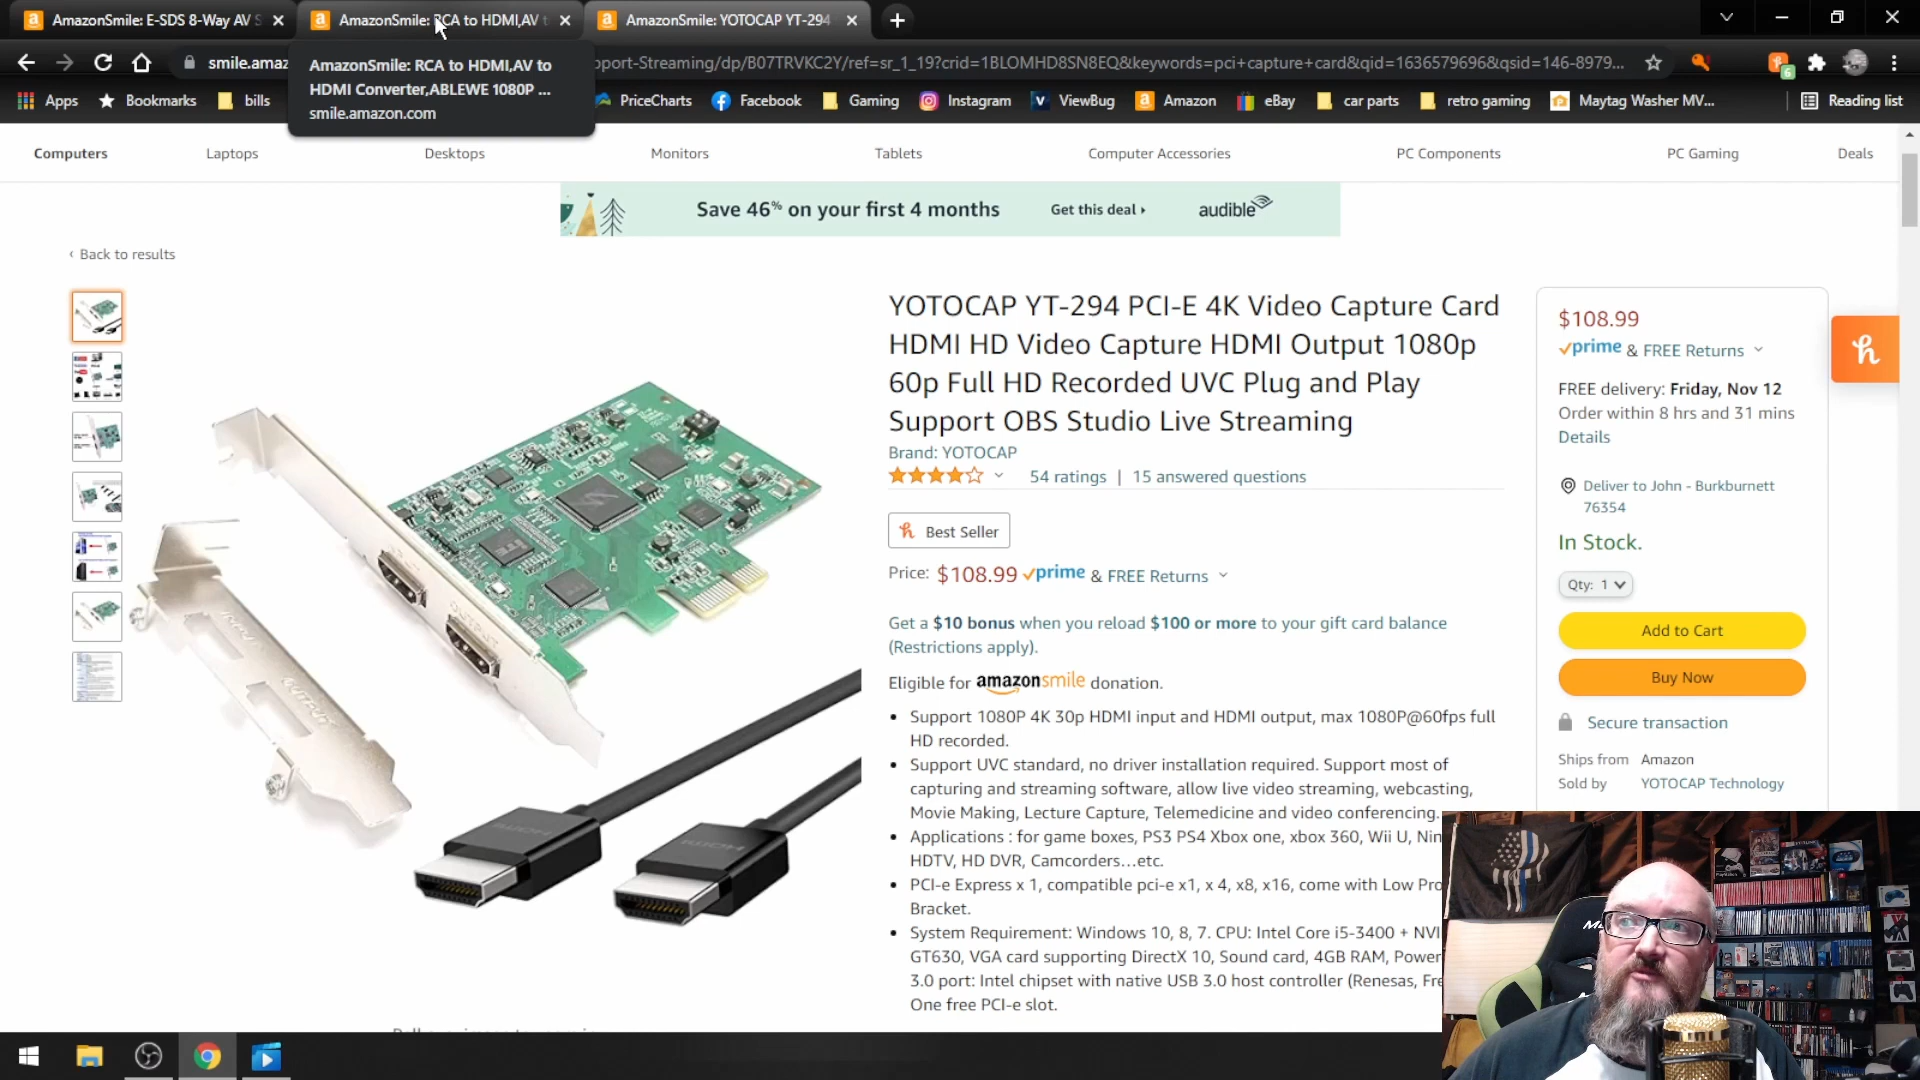 AmazonSmile: E-SDS 8-Way AV S
AmazonSmile: RCA to HDMI,AV t
AmazonSmile: YOTOCAP YT-294
smile.amaz
pport-Streaming/dp/B07TRVKC2Y/ref=sr_1_19?crid=1BLOMHD8SN8EQ&keywords=pci+capture+card&qid=1636579696&qsid=146-8979...
6
AmazonSmile: RCA to HDMI,AV to
HDMI Converter,ABLEWE 1080P ...
smile.amazon.com
Apps
Bookmarks
bills
PriceCharts
Facebook
Gaming
Instagram
ViewBug
Amazon
eBay
car parts
retro gaming
Maytag Washer MV...
Reading list
Computers
Laptops
Desktops
Monitors
Tablets
Computer Accessories
PC Components
PC Gaming
Deals
Save 46% on your first 4 months
Get this deal ›
audible
‹ Back to results
YOTOCAP YT-294 PCI-E 4K Video Capture Card
HDMI HD Video Capture HDMI Output 1080p
60p Full HD Recorded UVC Plug and Play
Support OBS Studio Live Streaming
Brand: YOTOCAP
54 ratings | 15 answered questions
Best Seller
Price: $108.99 prime & FREE Returns
Get a $10 bonus when you reload $100 or more to your gift card balance
(Restrictions apply).
Eligible for amazonsmile donation.
• Support 1080P 4K 30p HDMI input and HDMI output, max 1080P@60fps full
HD recorded.
• Support UVC standard, no driver installation required. Support most of
capturing and streaming software, allow live video streaming, webcasting,
Movie Making, Lecture Capture, Telemedicine and video conferencing.
• Applications : for game boxes, PS3 PS4 Xbox one, xbox 360, Wii U, Nin
HDTV, HD DVR, Camcorders...etc.
• PCI-e Express x 1, compatible pci-e x1, x 4, x8, x16, come with Low Pro
Bracket.
• System Requirement: Windows 10, 8, 7. CPU: Intel Core i5-3400 + NVI
GT630, VGA card supporting DirectX 10, Sound card, 4GB RAM, Power
3.0 port: Intel chipset with native USB 3.0 host controller (Renesas, Fre
One free PCI-e slot.
$108.99
prime & FREE Returns
FREE delivery: Friday, Nov 12
Order within 8 hrs and 31 mins
Details
Deliver to John - Burkburnett
76354
In Stock.
Qty: 1
Add to Cart
Buy Now
Secure transaction
Ships from Amazon
Sold by YOTOCAP Technology
INPUT
OUTPUT
OUTPUT
HDMI
HDMI